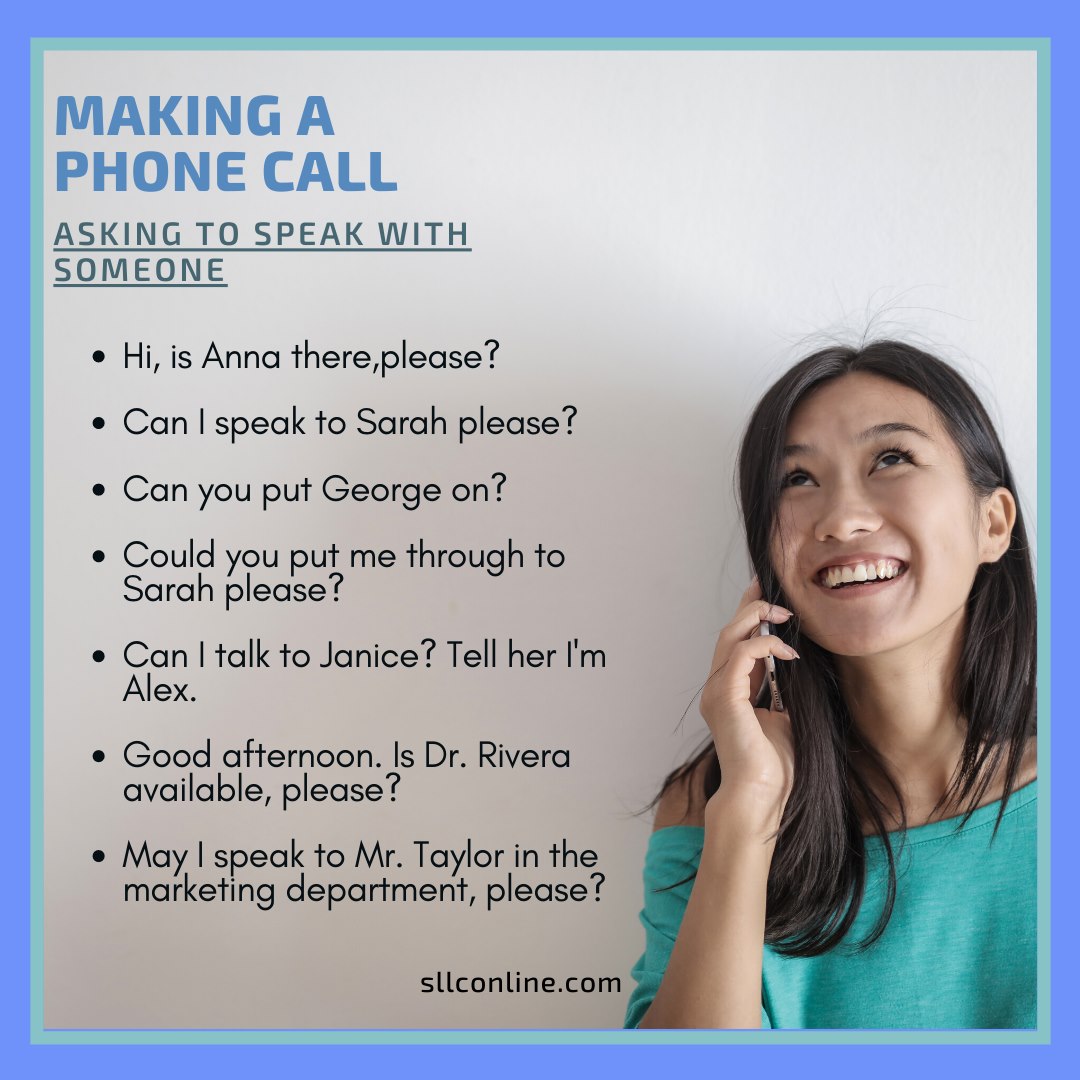 MAKING A
PHONE CALL
ASKING TO SPEAK WITH
SOMEONE
• Hi, is Anna there,please?
• Can I speak to Sarah please?
• Can you put George on?
• Could you put me through to
Sarah please?
• Can I talk to Janice? Tell her I'm
Alex.
• Good afternoon. Is Dr. Rivera
available, please?
• May I speak to Mr. Taylor in the
marketing department, please?
sllconline.com